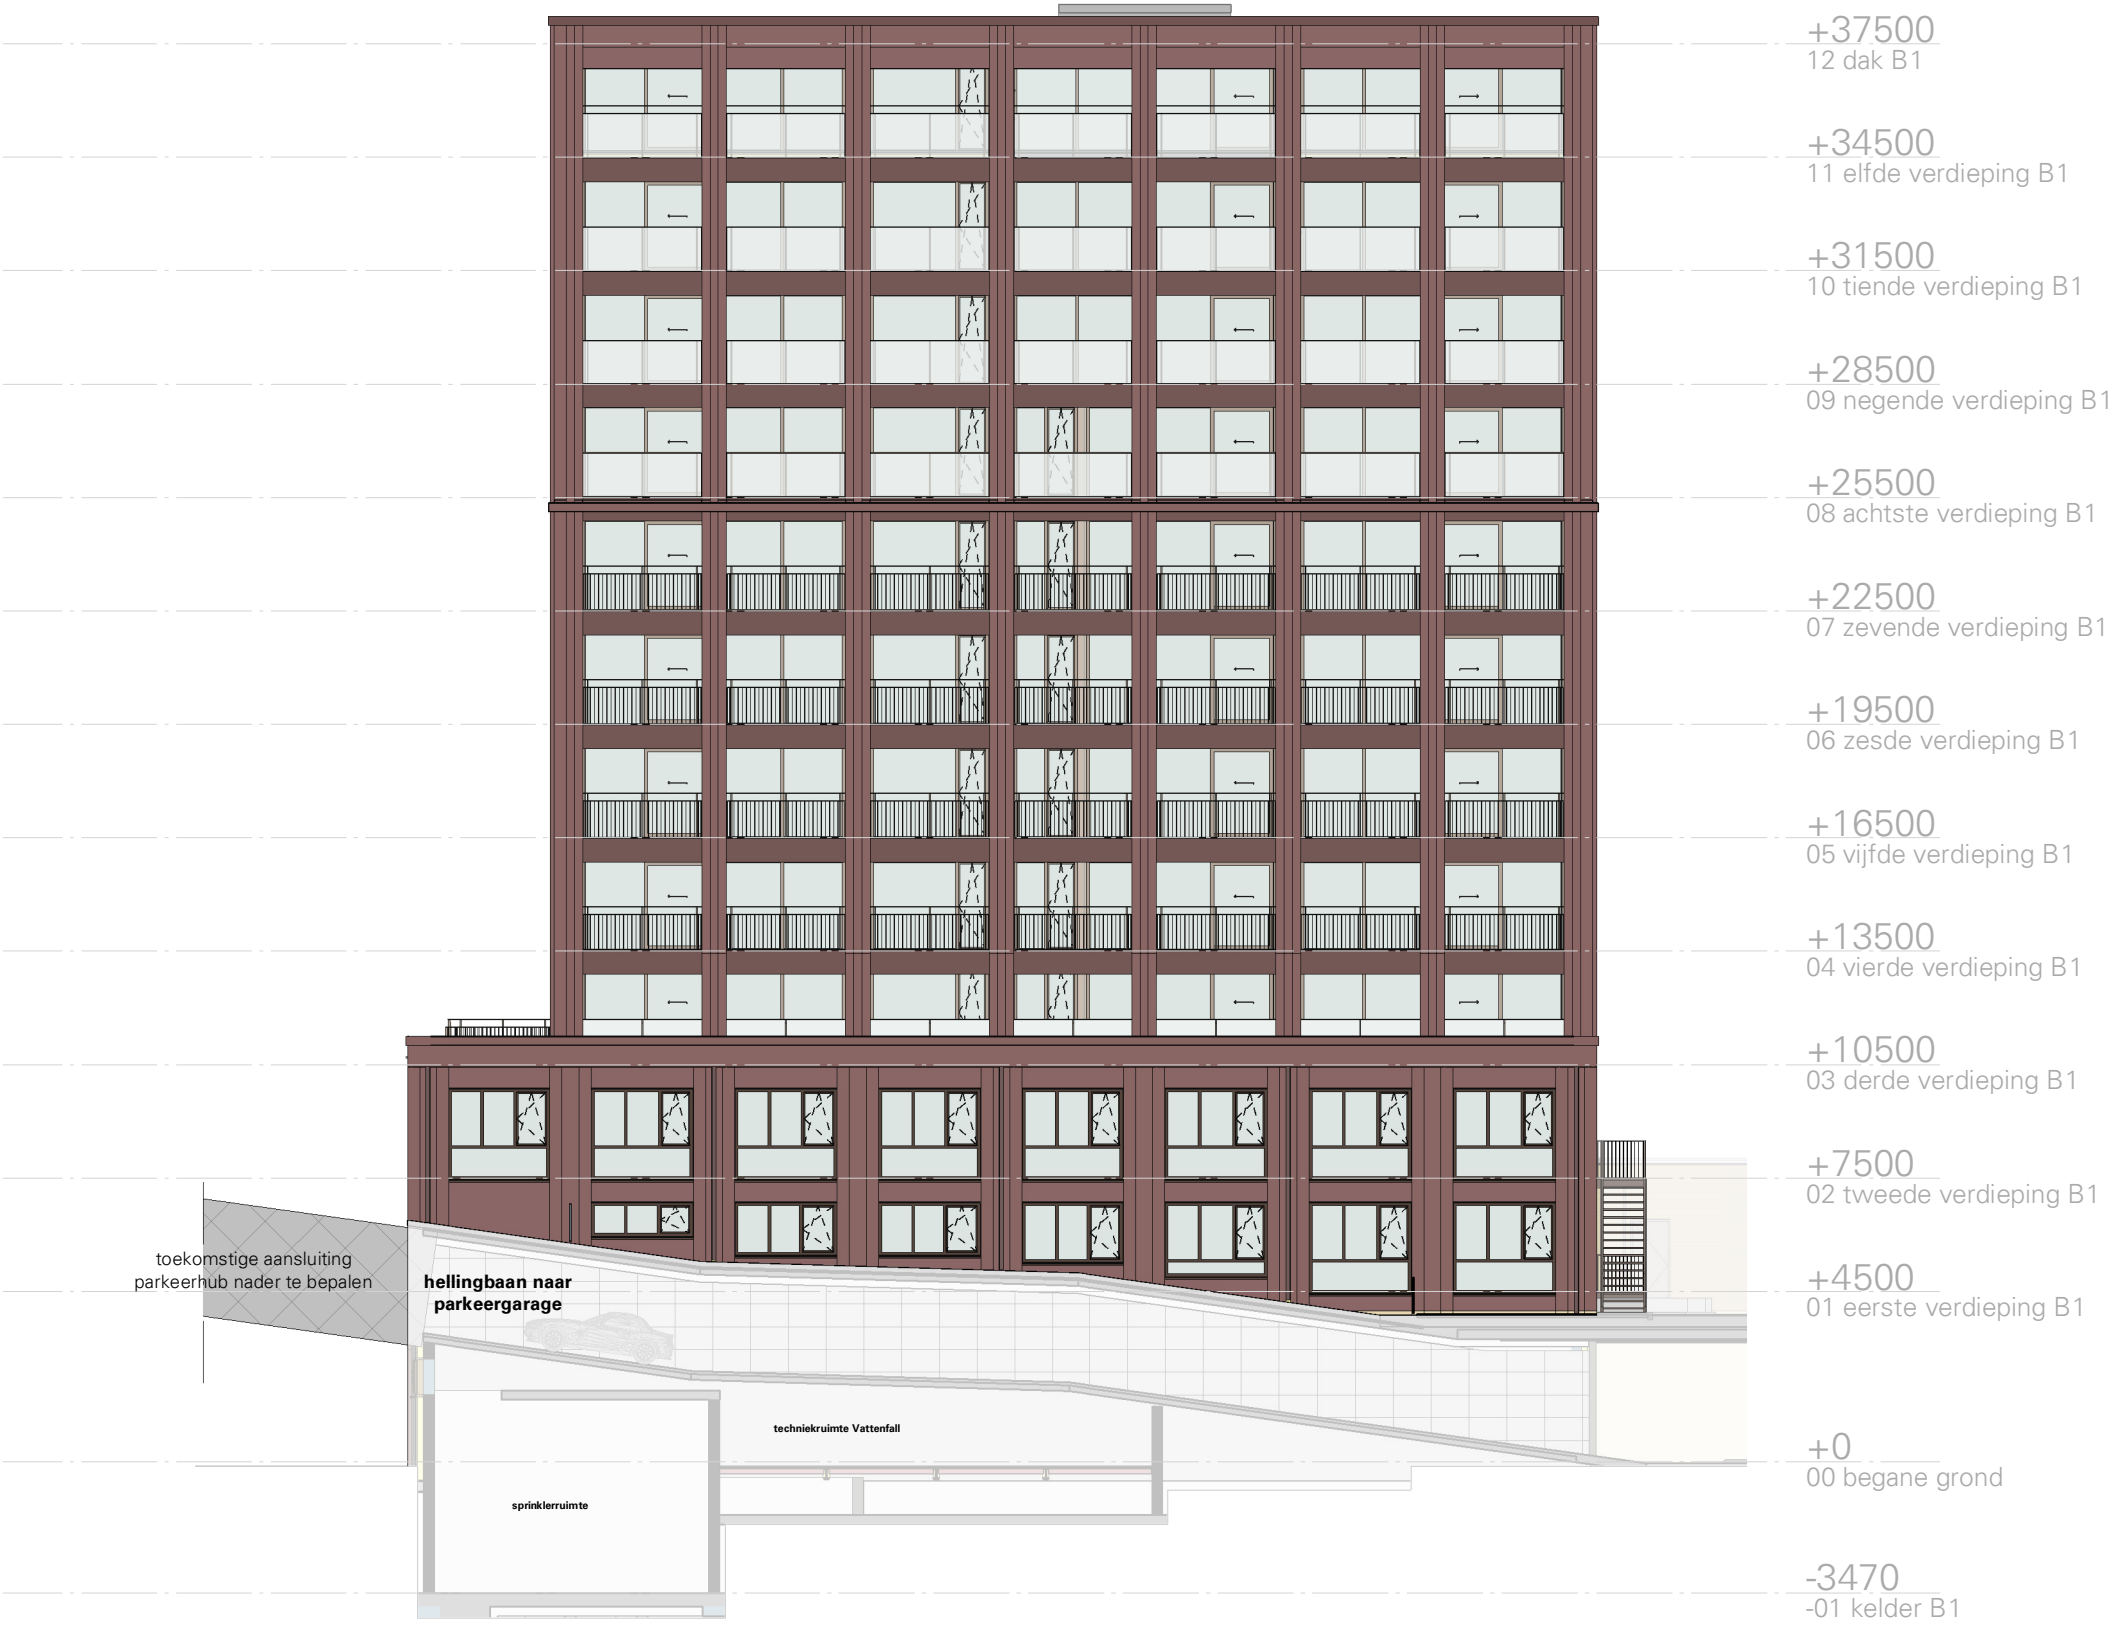 +37500
12 dak B1
+34500
11 elfde verdieping B1
+31500
10 tiende verdieping B1
+28500
09 negende verdieping B1
+25500
08 achtste verdieping B1
+22500
07 zevende verdieping B1
+19500
06 zesde verdieping B1
+16500
05 vijfde verdieping B1
+13500
04 vierde verdieping B1
+10500
03 derde verdieping B1
+7500
02 tweede verdieping B1
toekomstige aansluiting
parkeerhub nader te bepalen
hellingbaan naar
parkeergarage
+4500
01 eerste verdieping B1
techniekruimte Vattenfall
+0
00 begane grond
sprinklerruimte
-3470
-01 kelder B1